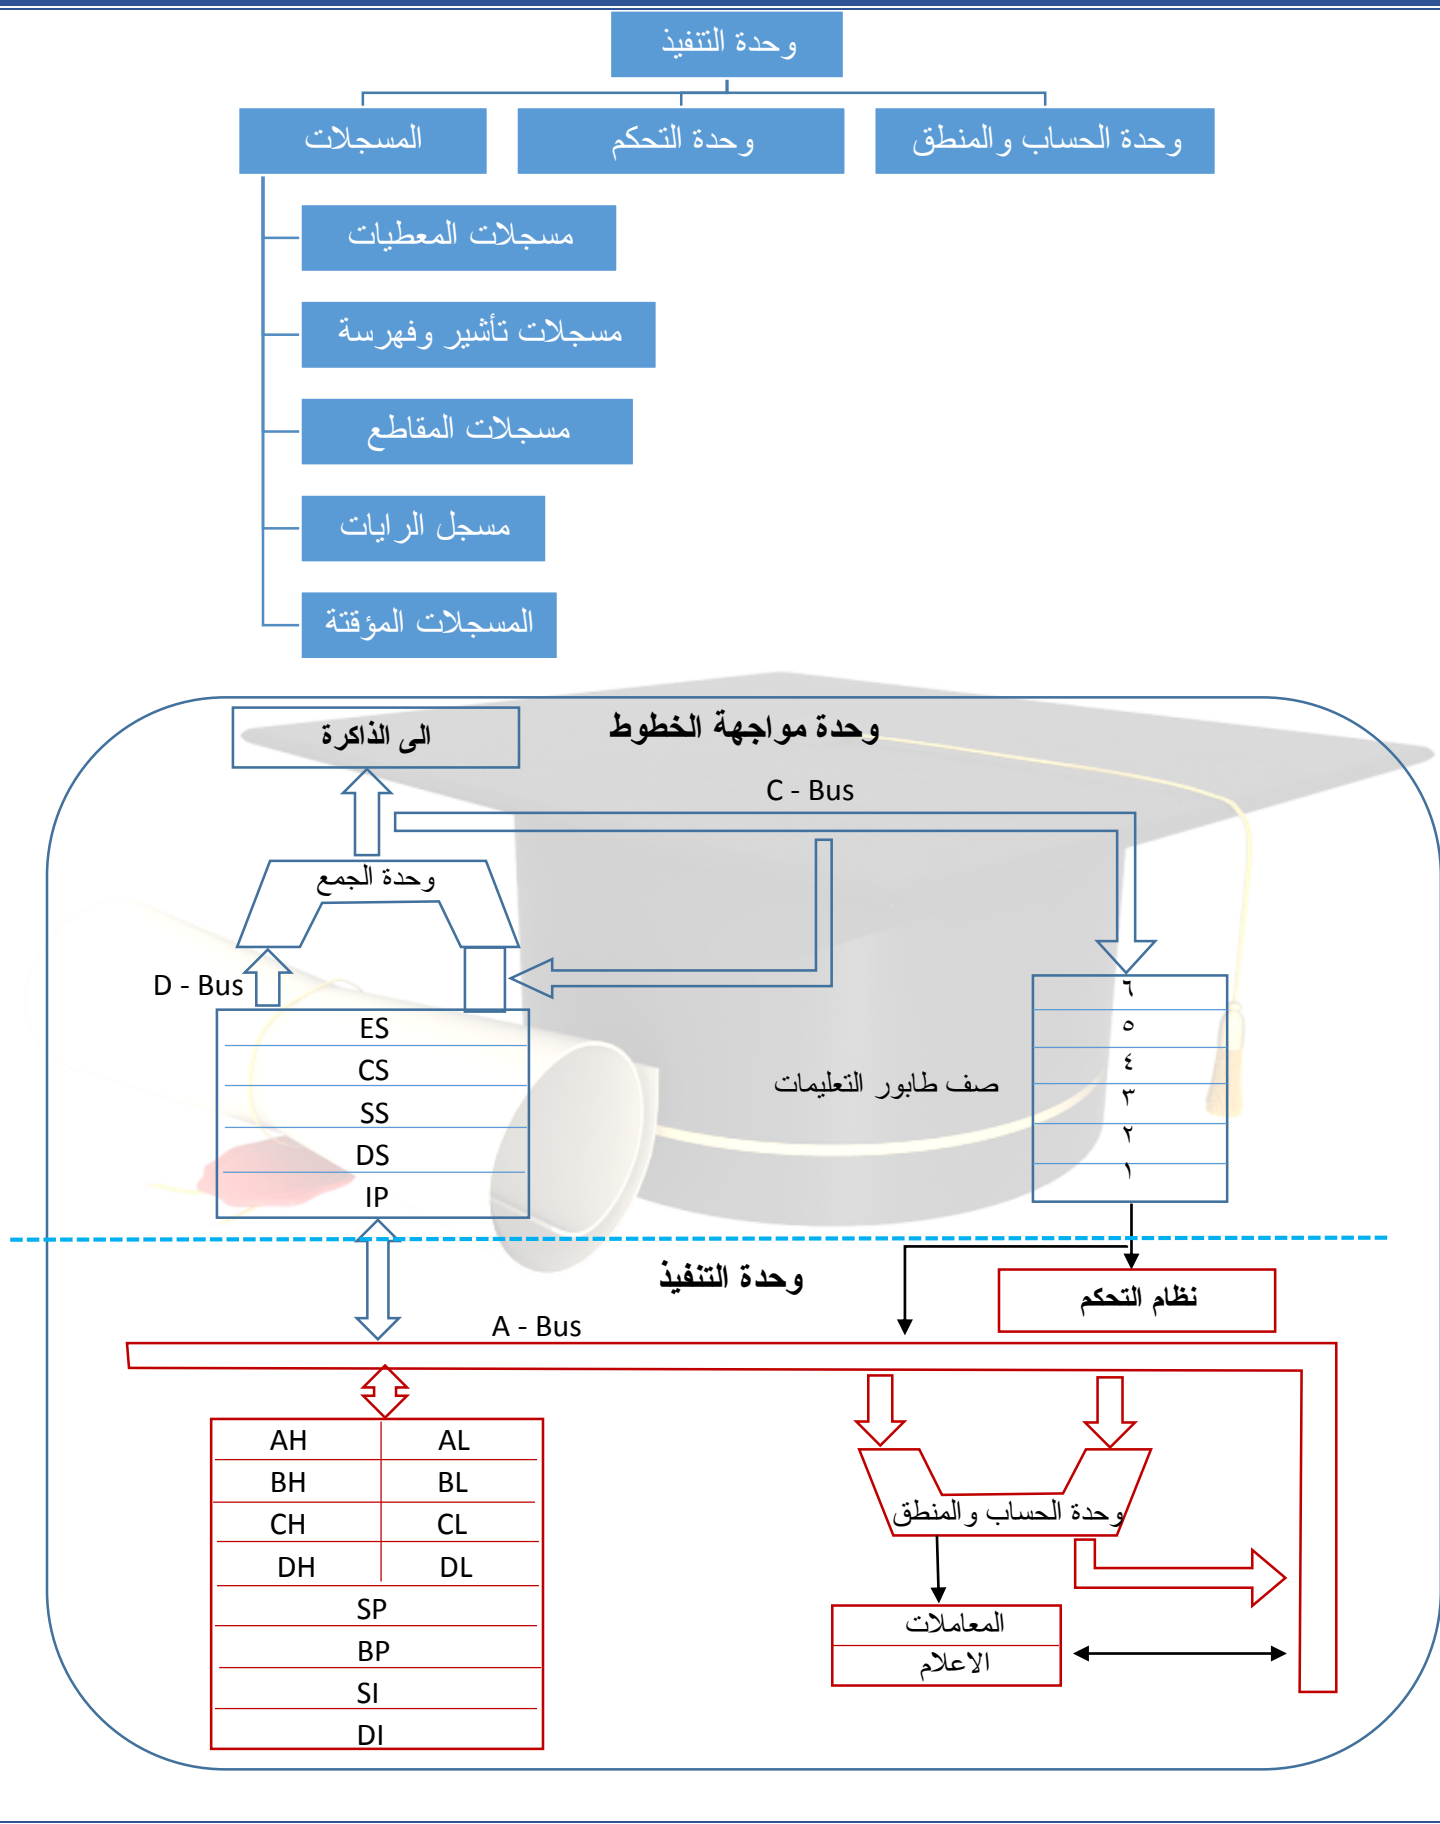 وحدة التنفيذ
وحدة الحساب والمنطق
وحدة التحكم
المسجلات
مسجلات المعطيات
مسجلات تأشير وفهرسة
مسجلات المقاطع
مسجل الرايات
المسجلات المؤقتة
وحدة مواجهة الخطوط
الى الذاكرة
C - Bus
وحدة الجمع
D - Bus
ES
CS
SS
DS
IP
صف طابور التعليمات
٦
٥
٤
٣
٢
١
وحدة التنفيذ
نظام التحكم
A - Bus
AH AL
BH BL
CH CL
DH DL
SP
BP
SI
DI
وحدة الحساب والمنطق
المعاملات
الاعلام